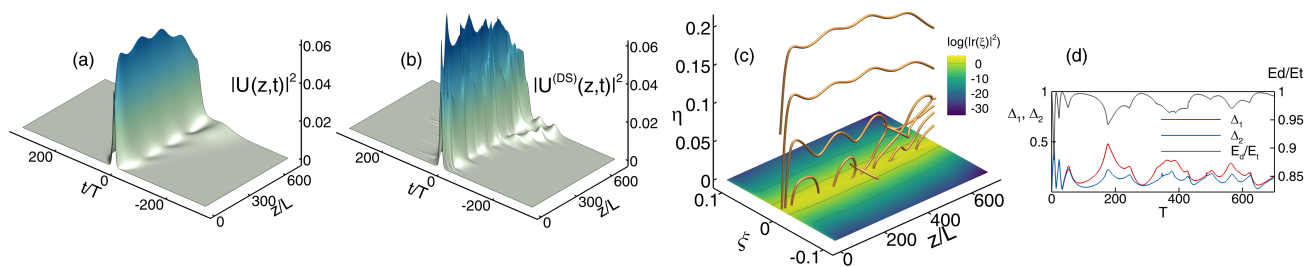 (a)
|U(z,t)|²
0.06
0.04
0.02
0
200
0
-200
t/T
0
300
600
z/L
(b)
|U⁽ᴰˢ⁾(z,t)|²
0.06
0.04
0.02
0
200
0
-200
t/T
0
300
600
z/L
(c)
η
0.2
0.15
0.1
0.05
0
0.1
0
-0.1
ξ
0
200
400
600
z/L
log(|r(ξ)|²)
0
-10
-20
-30
(d)
Δ₁, Δ₂
1
0.5
Ed/Et
1
0.95
0.9
0.85
Δ₁
Δ₂
E_d/E_t
0
200
400
600
T